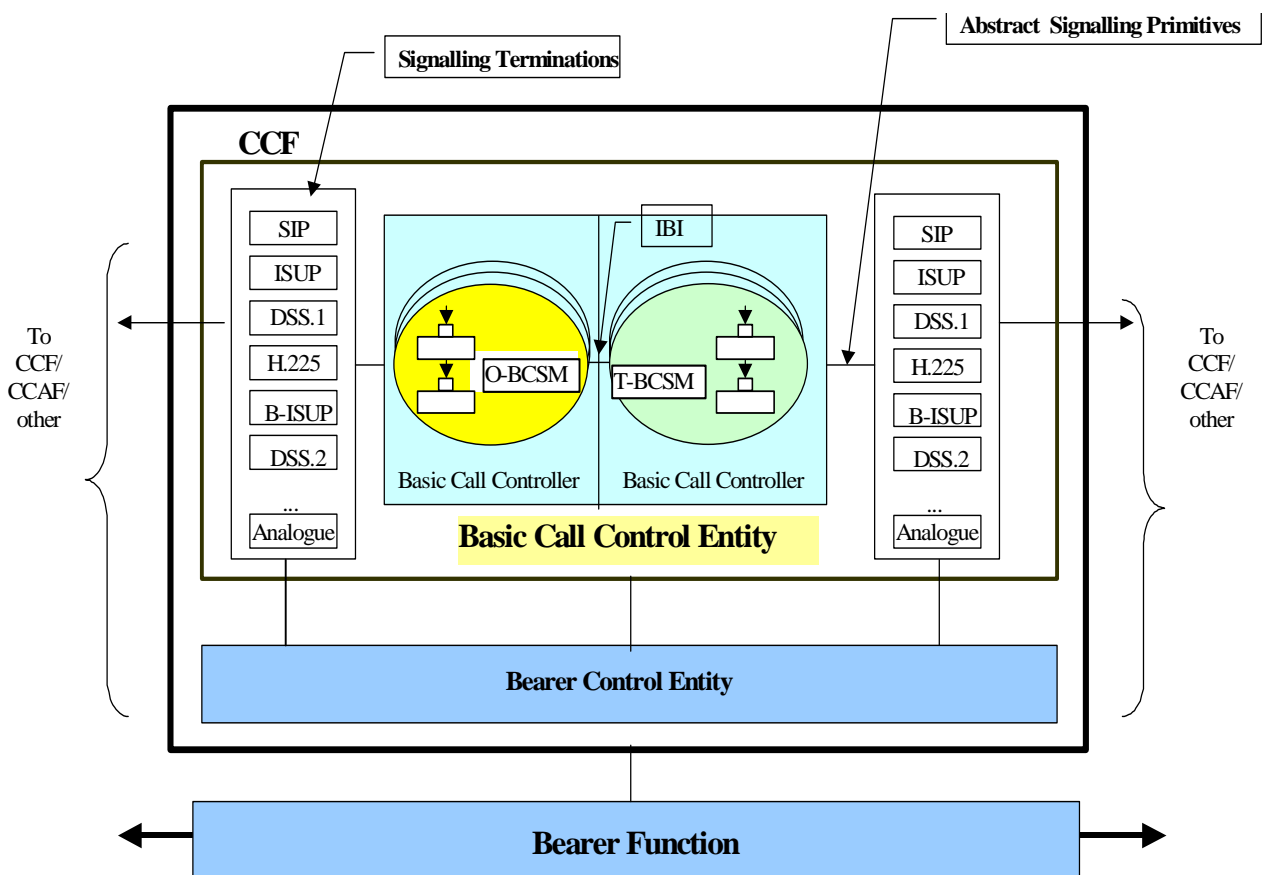 Abstract Signalling Primitives
Signalling Terminations
CCF
To
CCF/
CCAF/
other
SIP
ISUP
DSS.1
H.225
B-ISUP
DSS.2
...
Analogue
IBI
O-BCSM
T-BCSM
Basic Call Controller
Basic Call Controller
Basic Call Control Entity
SIP
ISUP
DSS.1
H.225
B-ISUP
DSS.2
...
Analogue
To
CCF/
CCAF/
other
Bearer Control Entity
Bearer Function